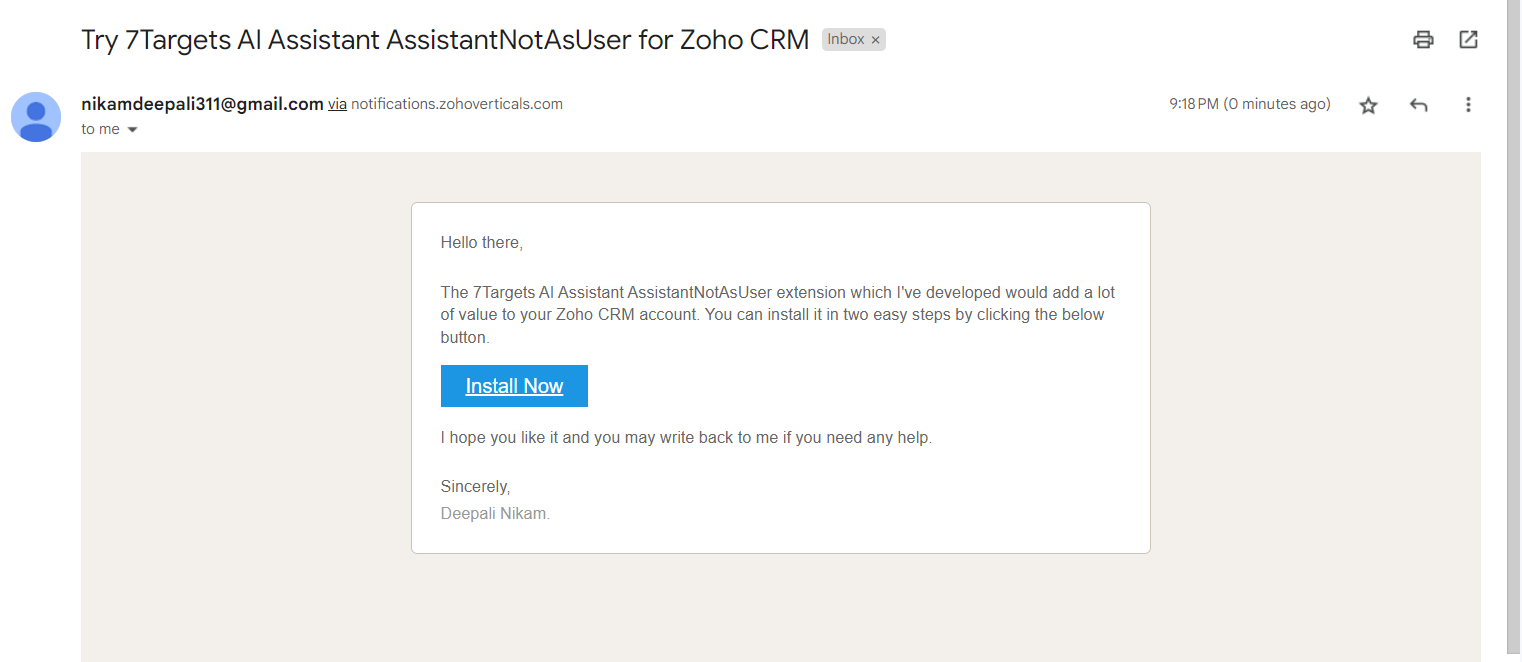 Try 7Targets AI Assistant AssistantNotAsUser for Zoho CRM Inbox ×
nikamdeepali311@gmail.com via notifications.zohoverticals.com 9:18 PM (0 minutes ago)
to me
Hello there,
The 7Targets AI Assistant AssistantNotAsUser extension which I've developed would add a lot
of value to your Zoho CRM account. You can install it in two easy steps by clicking the below
button.
Install Now
I hope you like it and you may write back to me if you need any help.
Sincerely,
Deepali Nikam.